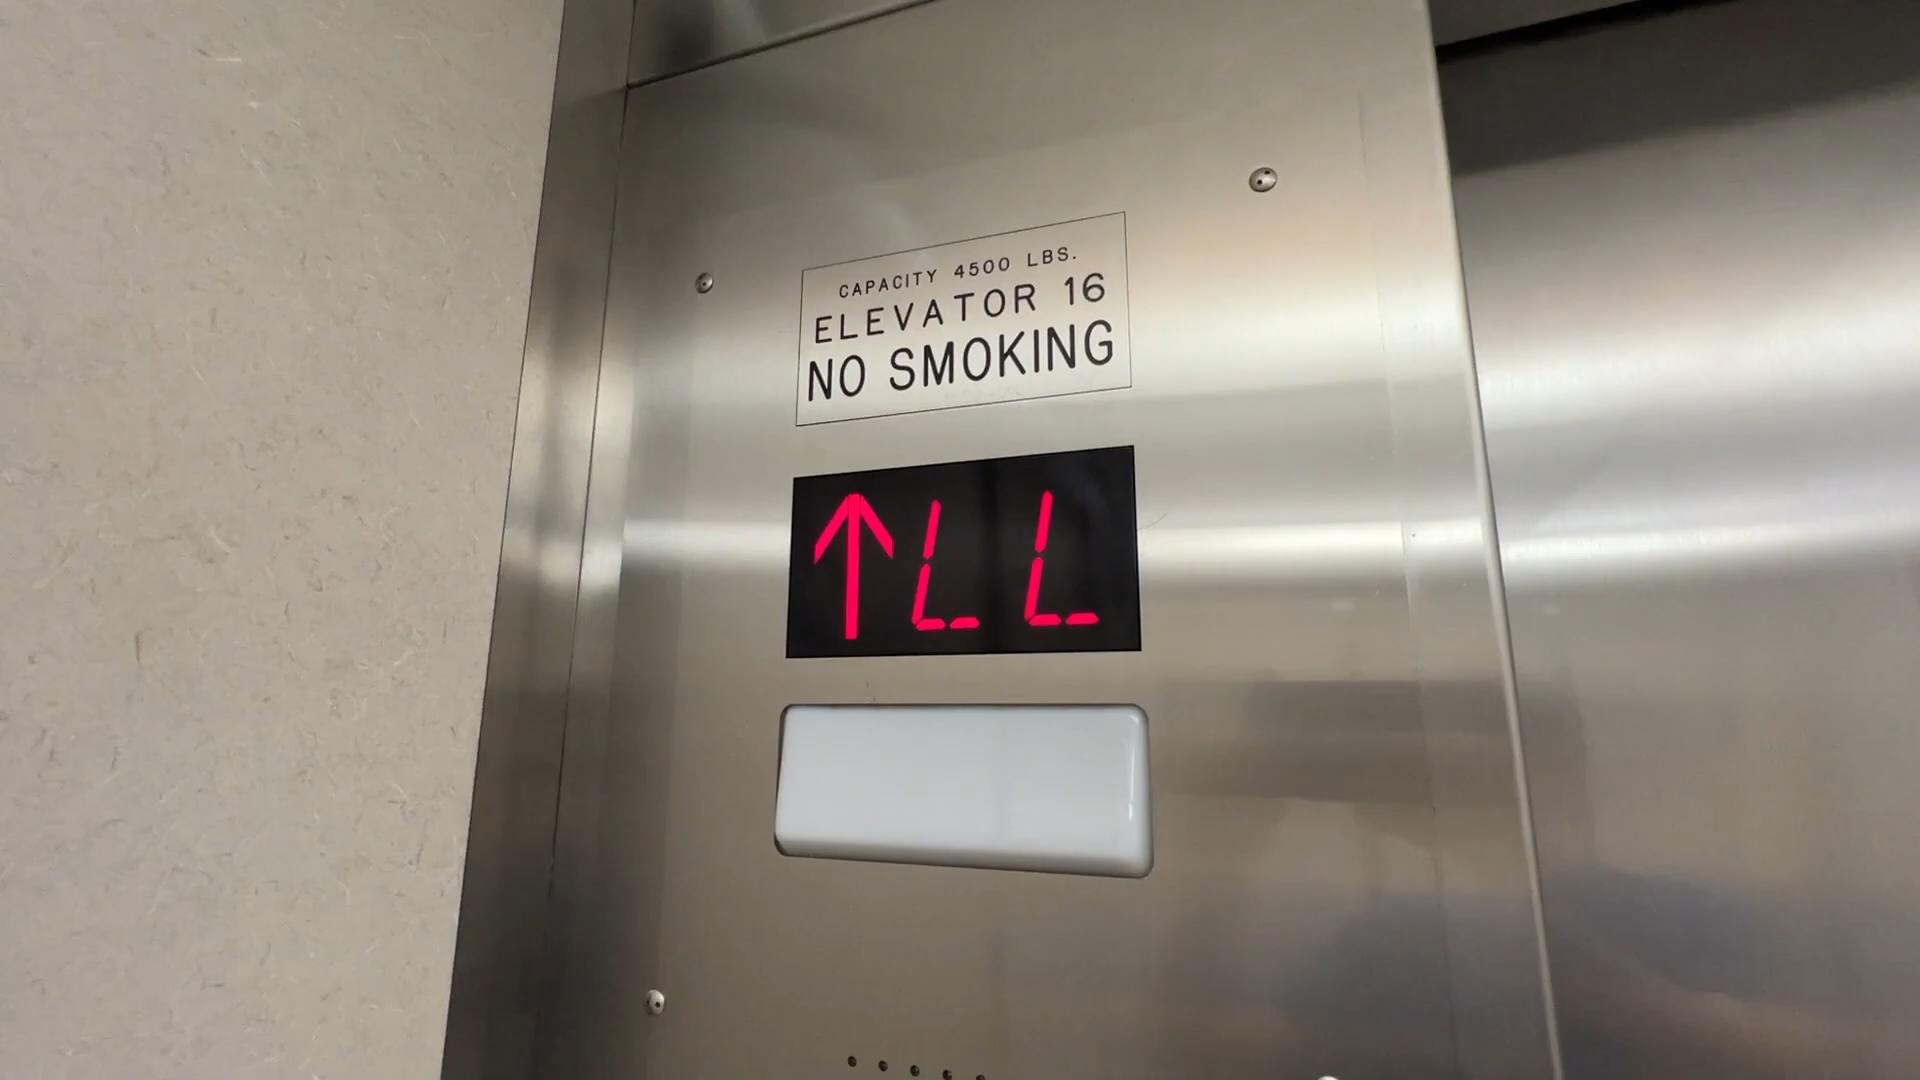 CAPACITY 4500 LBS.
ELEVATOR 16
NO SMOKING
↑LL